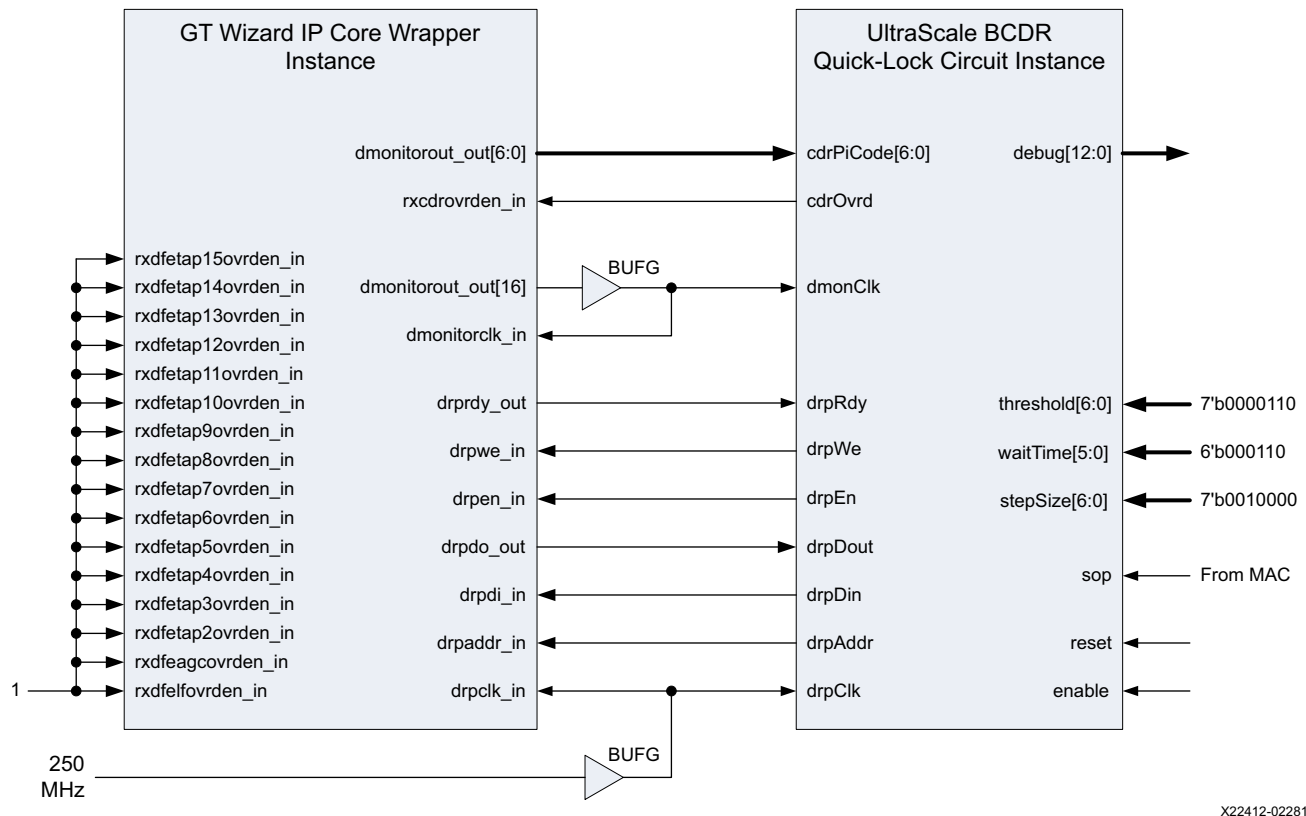 GT Wizard IP Core Wrapper
Instance
UltraScale BCDR
Quick-Lock Circuit Instance
dmonitorout_out[6:0]
cdrPiCode[6:0]
debug[12:0]
rxcdrovrden_in
cdrOvrd
rxdfetap15ovrden_in
rxdfetap14ovrden_in
rxdfetap13ovrden_in
rxdfetap12ovrden_in
rxdfetap11ovrden_in
rxdfetap10ovrden_in
rxdfetap9ovrden_in
rxdfetap8ovrden_in
rxdfetap7ovrden_in
rxdfetap6ovrden_in
rxdfetap5ovrden_in
rxdfetap4ovrden_in
rxdfetap3ovrden_in
rxdfetap2ovrden_in
rxdfeagcovrden_in
1
rxdfelfovrden_in
dmonitorout_out[16]
BUFG
dmonClk
dmonitorclk_in
drprdy_out
drpRdy
threshold[6:0]
7'b0000110
drpwe_in
drpWe
waitTime[5:0]
6'b000110
drpen_in
drpEn
stepSize[6:0]
7'b0010000
drpdo_out
drpDout
sop
From MAC
drpdi_in
drpDin
drpaddr_in
drpAddr
reset
drpclk_in
drpClk
enable
BUFG
250
MHz
X22412-02281